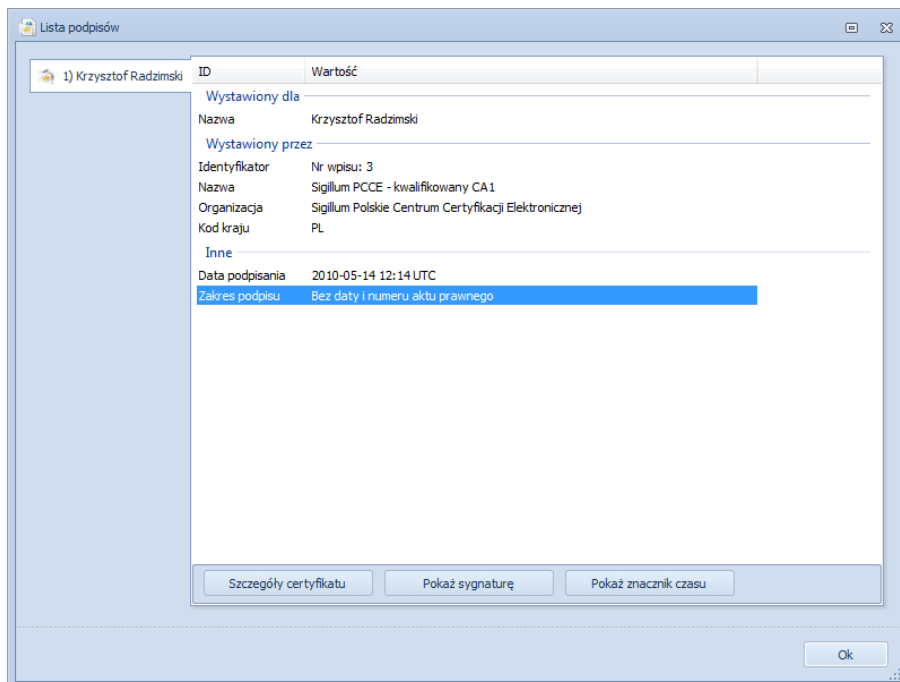 Lista podpisów
1) Krzysztof Radzimski
ID Wartość
Wystawiony dla
Nazwa Krzysztof Radzimski
Wystawiony przez
Identyfikator Nr wpisu: 3
Nazwa Sigillum PCCE - kwalifikowany CA1
Organizacja Sigillum Polskie Centrum Certyfikacji Elektronicznej
Kod kraju PL
Inne
Data podpisania 2010-05-14 12:14 UTC
Zakres podpisu Bez daty i numeru aktu prawnego
Szczegóły certyfikatu Pokaż sygnaturę Pokaż znacznik czasu
Ok